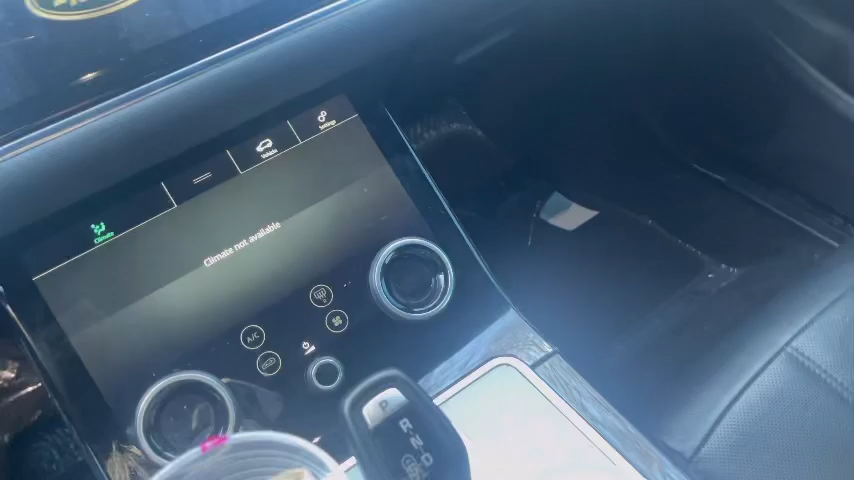 Settings
Vehicle
Climate
Climate not available
R
A/C
P
R
N
D